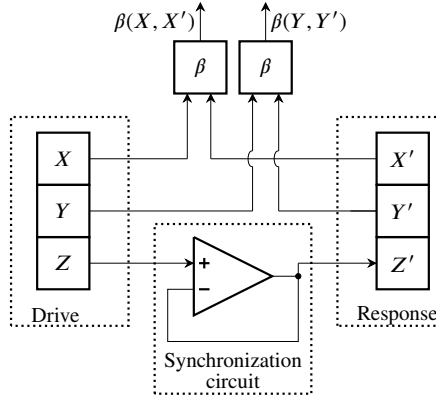 β(X, X′) β(Y, Y′)
β β
X X′
Y Y′
Z + Z′
−
Drive Response
Synchronization
circuit